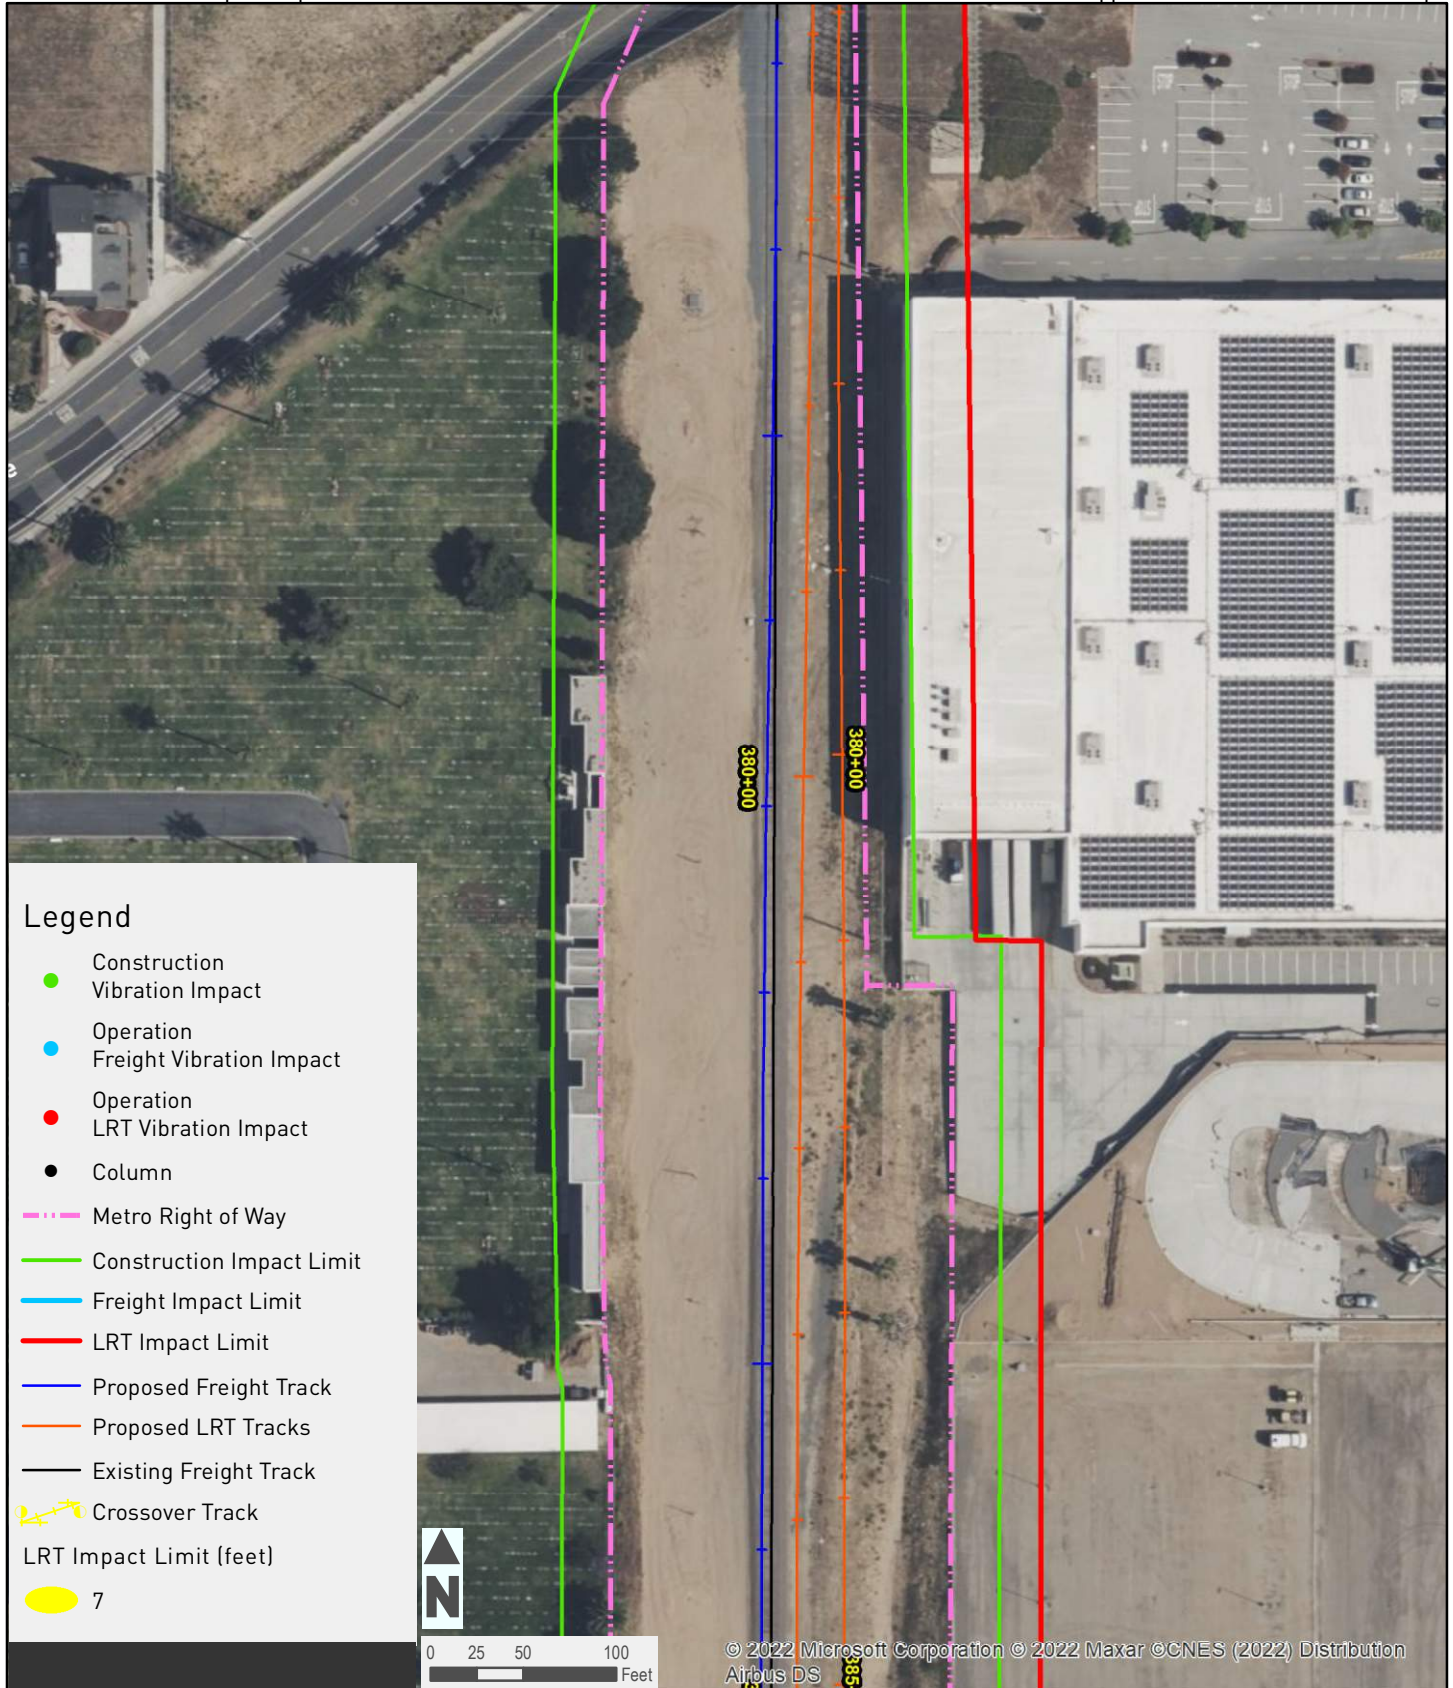 380+00
380+00
Legend
Construction
Vibration Impact
Operation
Freight Vibration Impact
Operation
LRT Vibration Impact
Column
Metro Right of Way
Construction Impact Limit
Freight Impact Limit
LRT Impact Limit
Proposed Freight Track
Proposed LRT Tracks
Existing Freight Track
Crossover Track
LRT Impact Limit (feet)
7
N
0 25 50 100
Feet
© 2022 Microsoft Corporation © 2022 Maxar ©CNES (2022) Distribution
Airbus DS